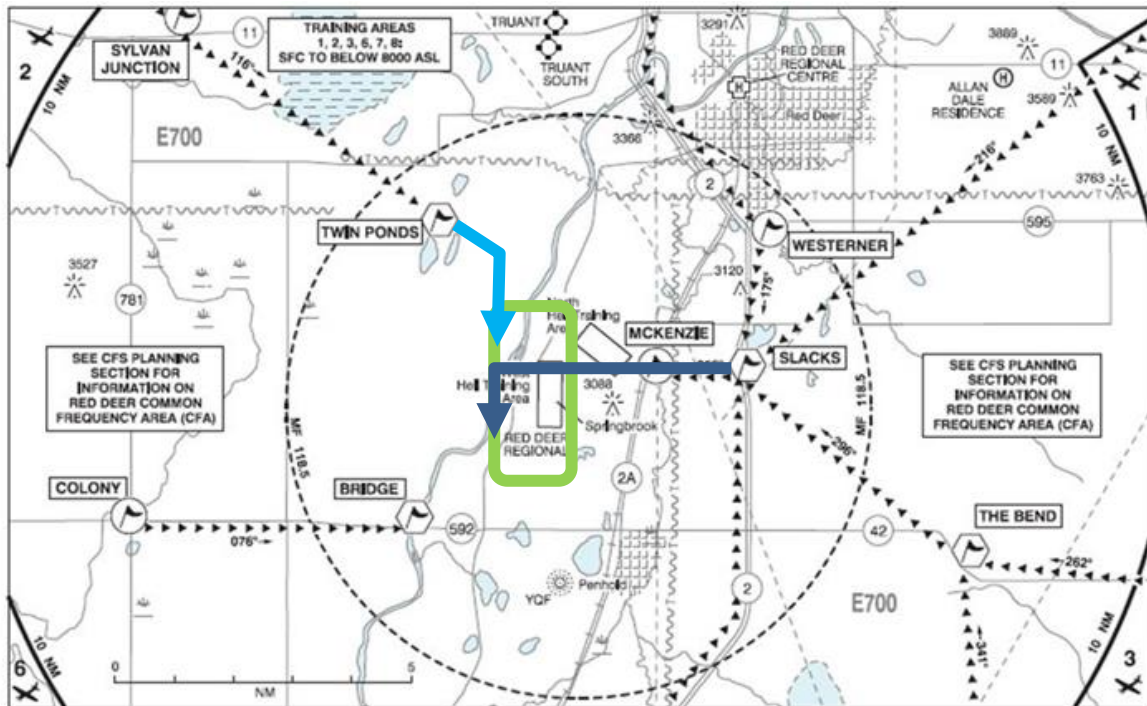 2
SYLVAN
JUNCTION
10 NM
116°→
11
TRAINING AREAS
1, 2, 3, 6, 7, 8:
SFC TO BELOW 8000 ASL
E700
TRUANT
TRUANT
SOUTH
3291
RED DEER
REGIONAL
CENTRE
H
Red Deer
3889
ALLAN
DALE
RESIDENCE
H
11
3589
1
10 NM
3366
2
←216°
3763
595
TWIN PONDS
WESTERNER
3527
781
3120
←175°
North
Heli Training
Area
MCKENZIE
SLACKS
SEE CFS PLANNING
SECTION FOR
INFORMATION ON
RED DEER COMMON
FREQUENCY AREA (CFA)
MF 118.5
Heli Training
Area
3088
Springbrook
RED DEER
REGIONAL
MF 118.5
SEE CFS PLANNING
SECTION FOR
INFORMATION ON
RED DEER COMMON
FREQUENCY AREA (CFA)
←296°
COLONY
BRIDGE
2A
592
42
THE BEND
076°→
←262°
YQF
Penhold
2
E700
←341°
6
10 NM
0
5
NM
10 NM
3